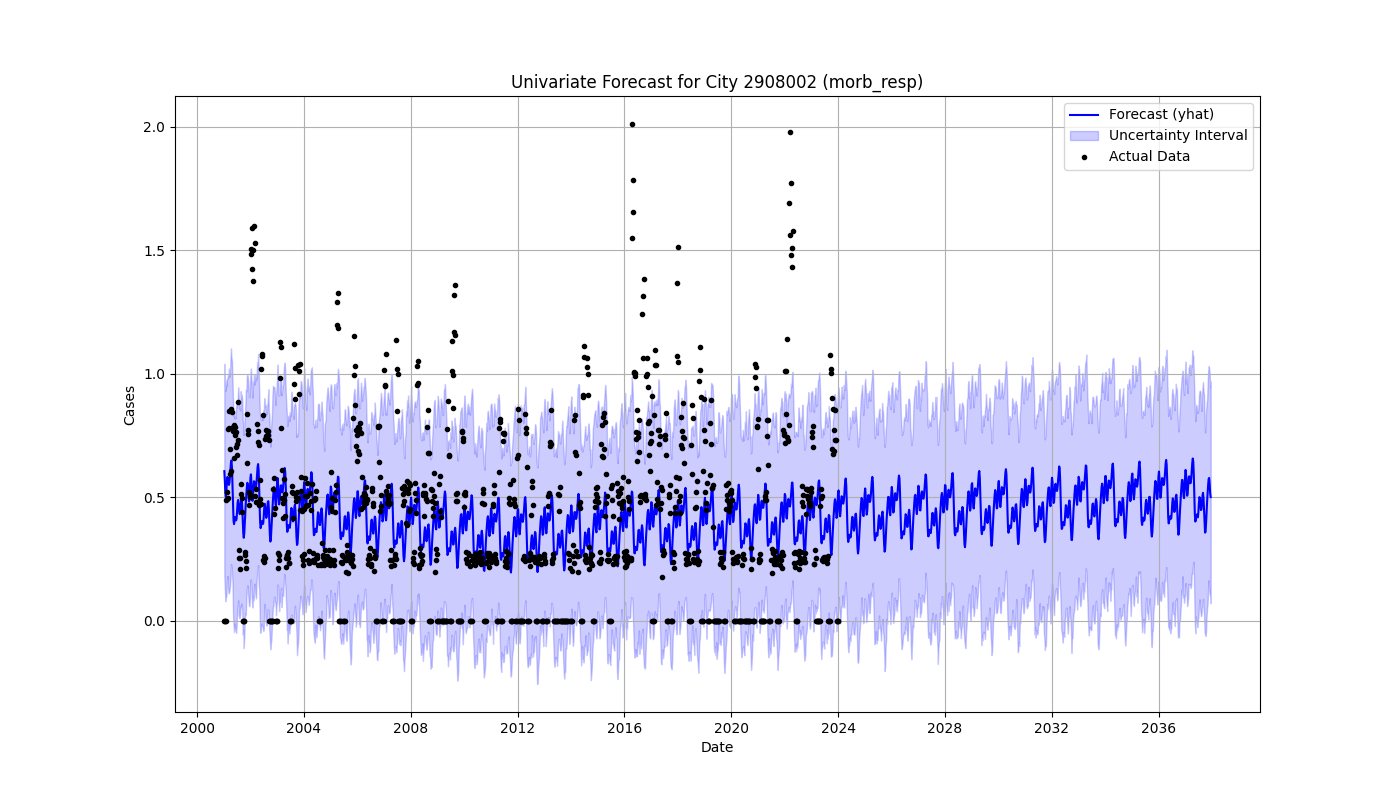 Univariate Forecast for City 2908002 (morb_resp)
Forecast (yhat)
Uncertainty Interval
Actual Data
2.0
1.5
1.0
0.5
0.0
Cases
2000 2004 2008 2012 2016 2020 2024 2028 2032 2036
Date